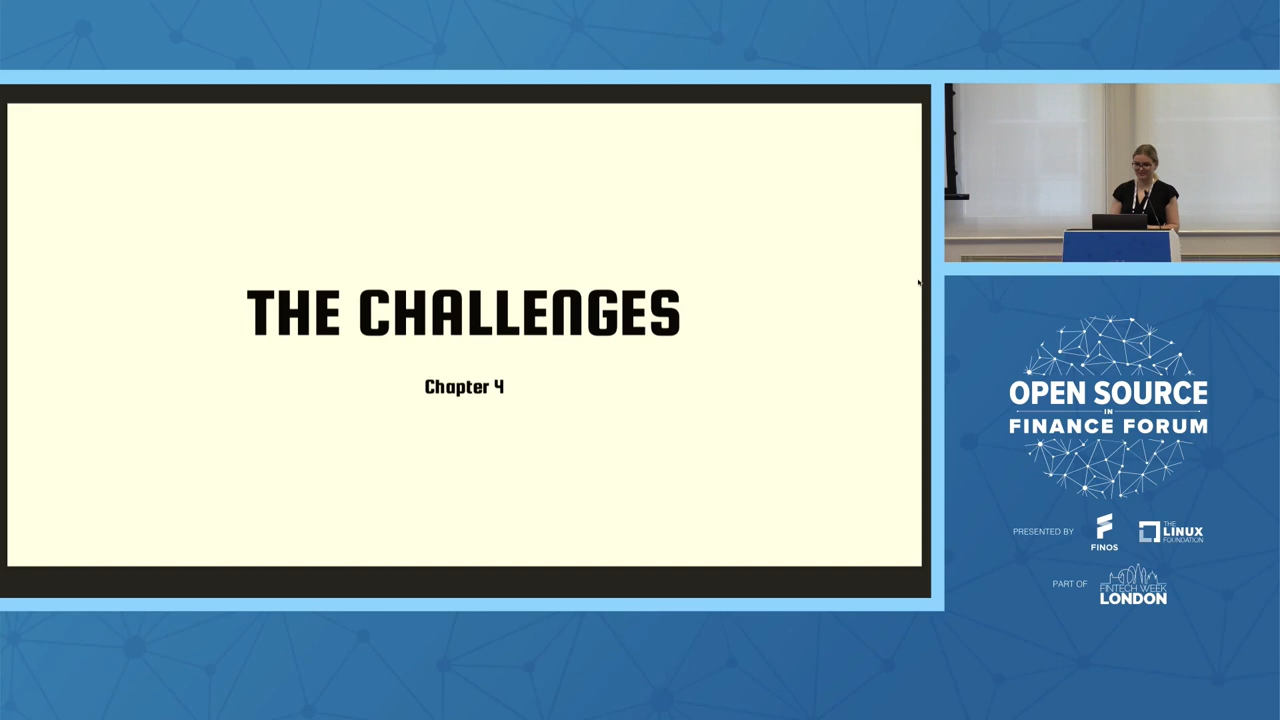 THE CHALLENGES
Chapter 4
OPEN SOURCE
IN
FINANCE FORUM
PRESENTED BY
FINOS
THE
LINUX
FOUNDATION
PART OF
FINTECH WEEK
LONDON